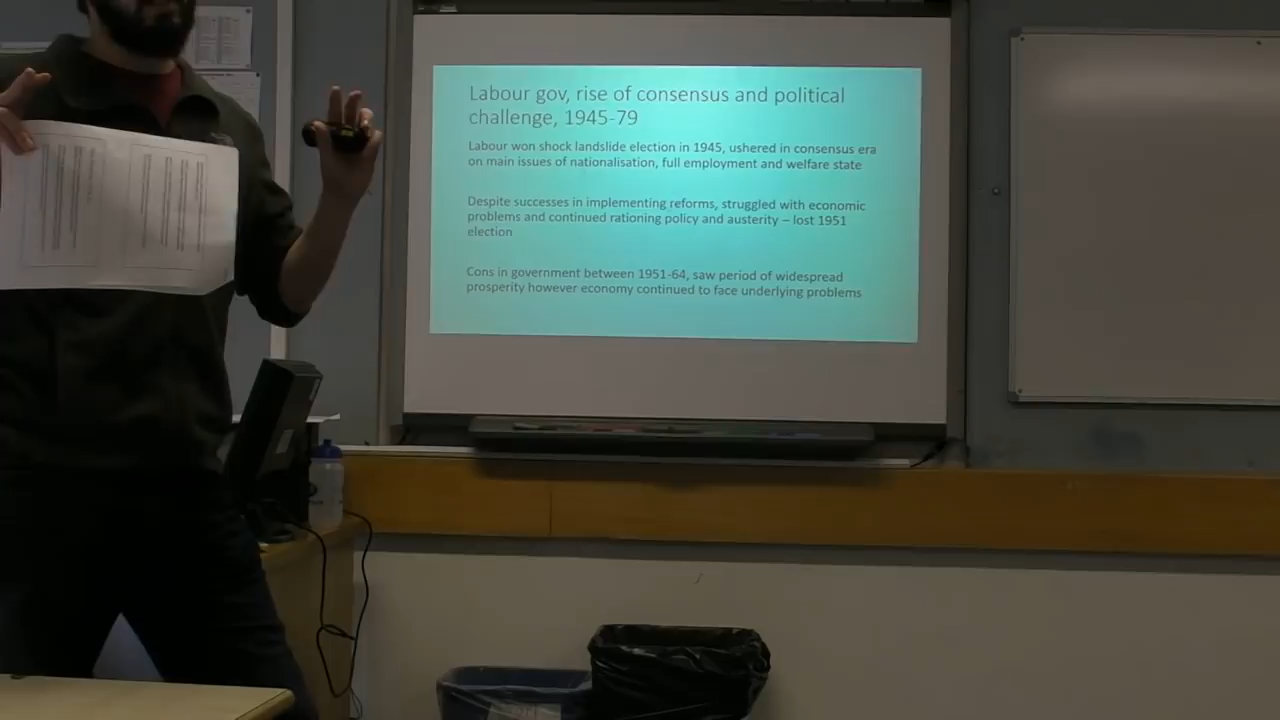 Labour gov, rise of consensus and political
challenge, 1945-79
Labour won shock landslide election in 1945, ushered in consensus era
on main issues of nationalisation, full employment and welfare state
Despite successes in implementing reforms, struggled with economic
problems and continued rationing policy and austerity – lost 1951
election
Cons in government between 1951-64, saw period of widespread
prosperity however economy continued to face underlying problems